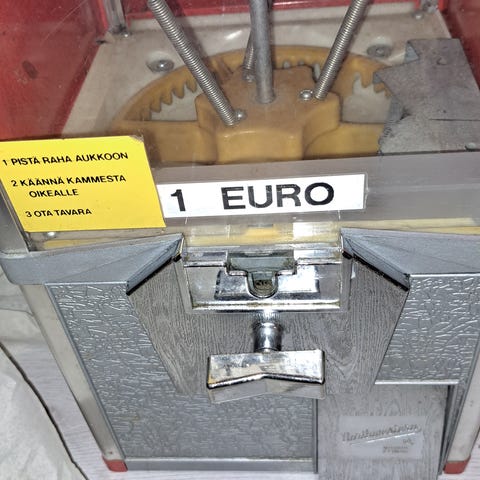 1 PISTÄ RAHA AUKKOON
2 KÄÄNNÄ KAMMESTA
OIKEALLE
3 OTA TAVARA
1 EURO